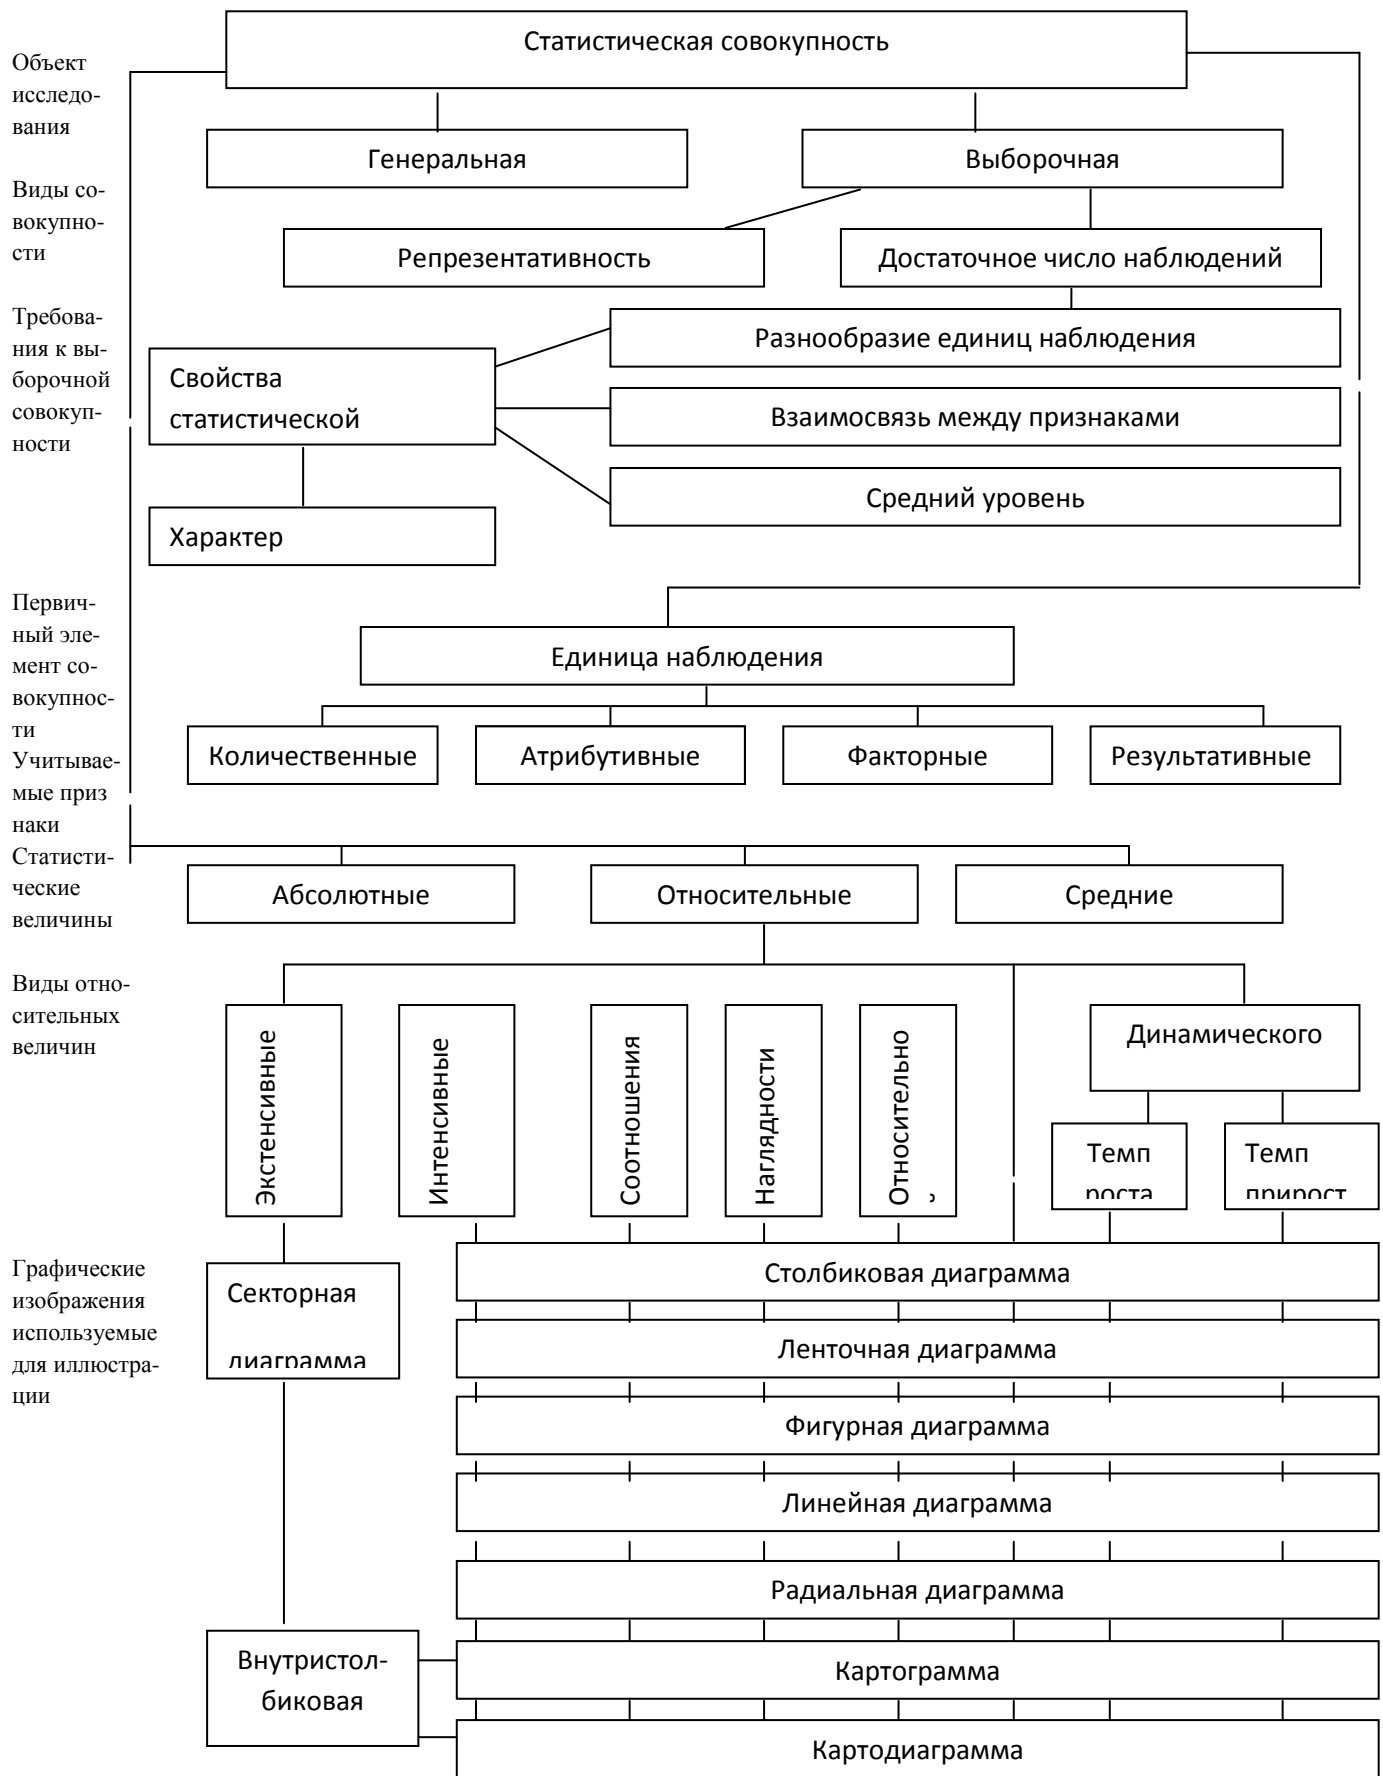 Статистическая совокупность
Объект
исследо-
вания
Генеральная
Выборочная
Виды со-
вокупно-
сти
Репрезентативность
Достаточное число наблюдений
Требова-
ния к вы-
борочной
совокуп-
ности
Разнообразие единиц наблюдения
Свойства
статистической
Взаимосвязь между признаками
Средний уровень
Характер
Первич-
ный эле-
мент со-
вокупнос-
ти
Единица наблюдения
Учитывае-
мые приз
наки
Количественные
Атрибутивные
Факторные
Результативные
Статисти-
ческие
величины
Абсолютные
Относительные
Средние
Виды отно-
сительных
величин
Экстенсивные
Интенсивные
Соотношения
Наглядности
Относительно
Динамического
Темп
роста
Темп
прирост
Графические
изображения
используемые
для иллюстра-
ции
Секторная
диаграмма
Столбиковая диаграмма
Ленточная диаграмма
Фигурная диаграмма
Линейная диаграмма
Радиальная диаграмма
Внутристол-
биковая
Картограмма
Картодиаграмма